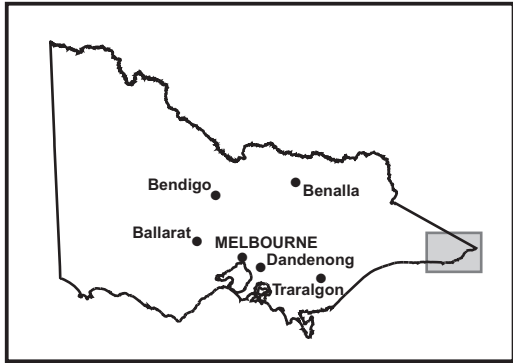 Bendigo
Benalla
Ballarat
MELBOURNE
Dandenong
Traralgon